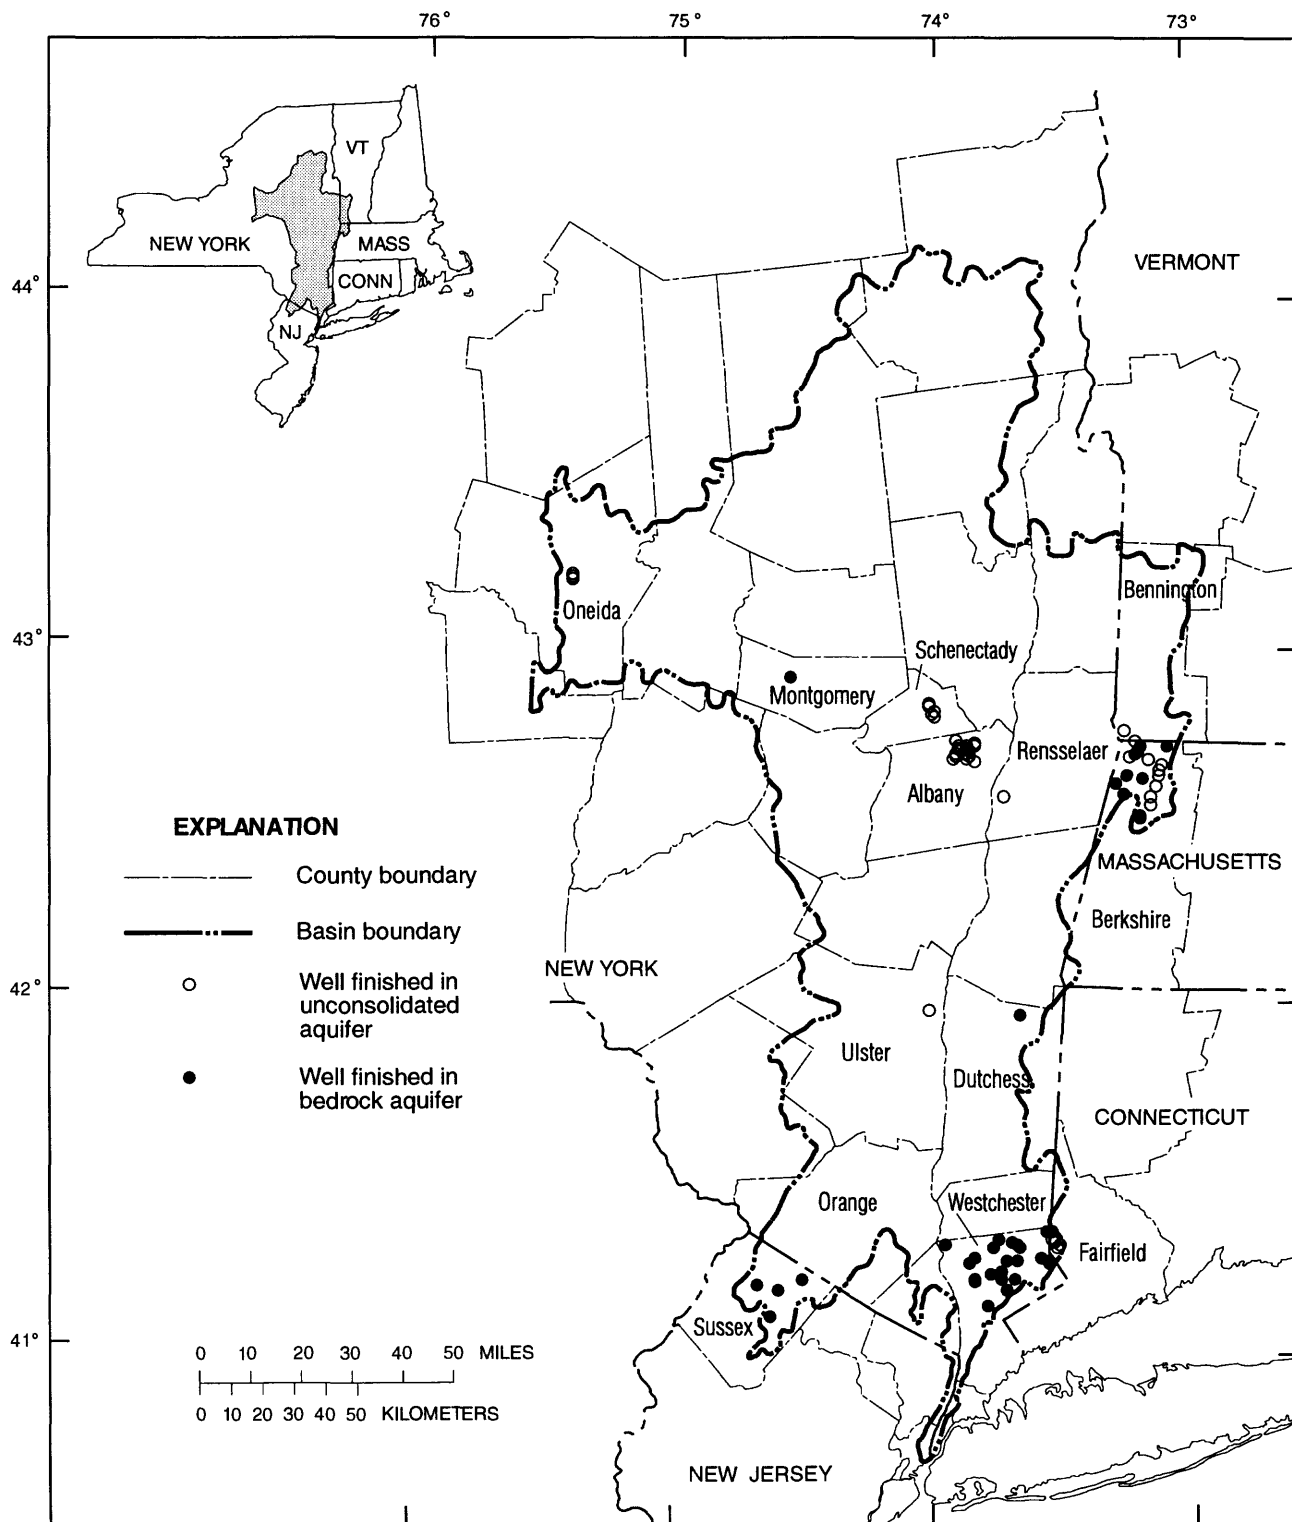 76°
75°
74°
73°
VT
NEW YORK
MASS
CONN
NJ
44°
VERMONT
Bennington
Oneida
43°
Schenectady
Montgomery
Rensselaer
Albany
EXPLANATION
County boundary
Basin boundary
Well finished in
unconsolidated
aquifer
Well finished in
bedrock aquifer
MASSACHUSETTS
Berkshire
NEW YORK
42°
Ulster
Dutchess
CONNECTICUT
Orange
Westchester
Fairfield
Sussex
41°
0 10 20 30 40 50 MILES
0 10 20 30 40 50 KILOMETERS
NEW JERSEY